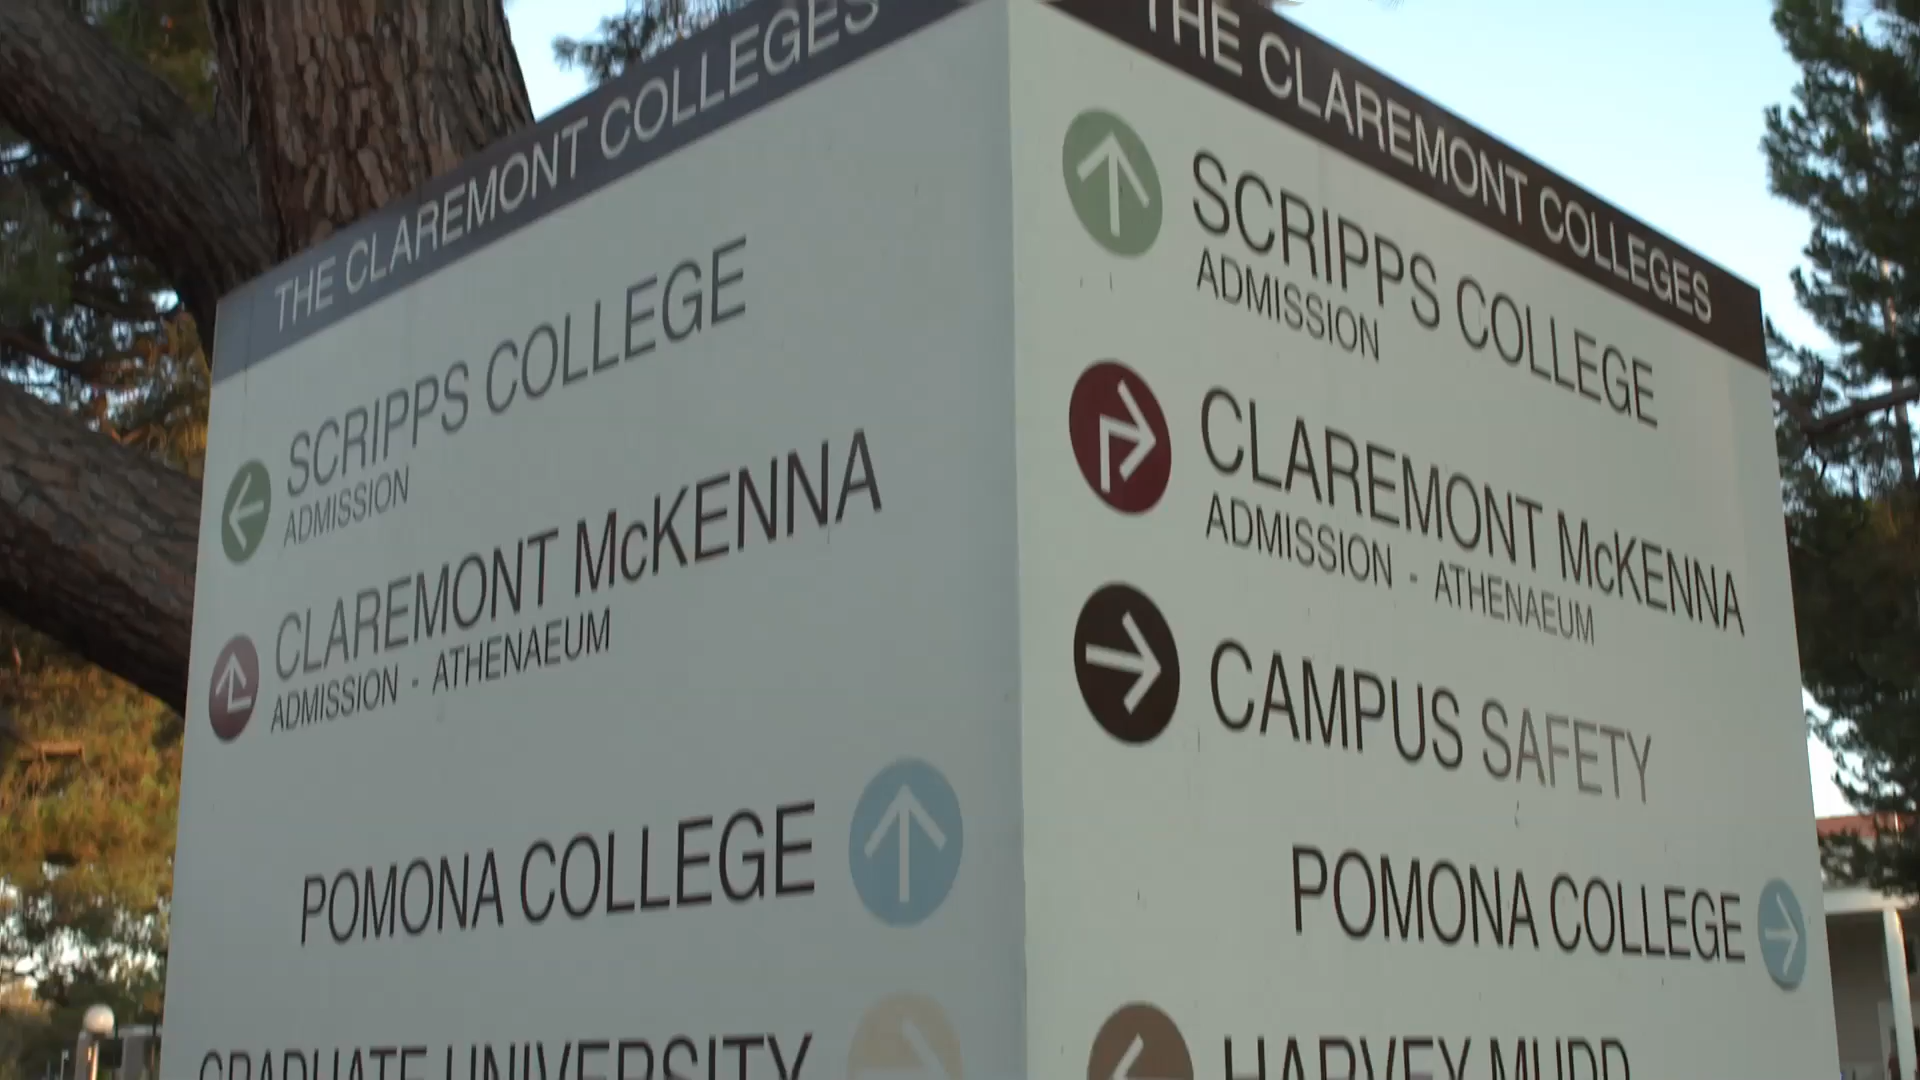 THE CLAREMONT COLLEGES
SCRIPPS COLLEGE
ADMISSION
CLAREMONT McKENNA
ADMISSION - ATHENAEUM
POMONA COLLEGE
GRADUATE UNIVERSITY
THE CLAREMONT COLLEGES
SCRIPPS COLLEGE
ADMISSION
CLAREMONT McKENNA
ADMISSION - ATHENAEUM
CAMPUS SAFETY
POMONA COLLEGE
HARVEY MUDD